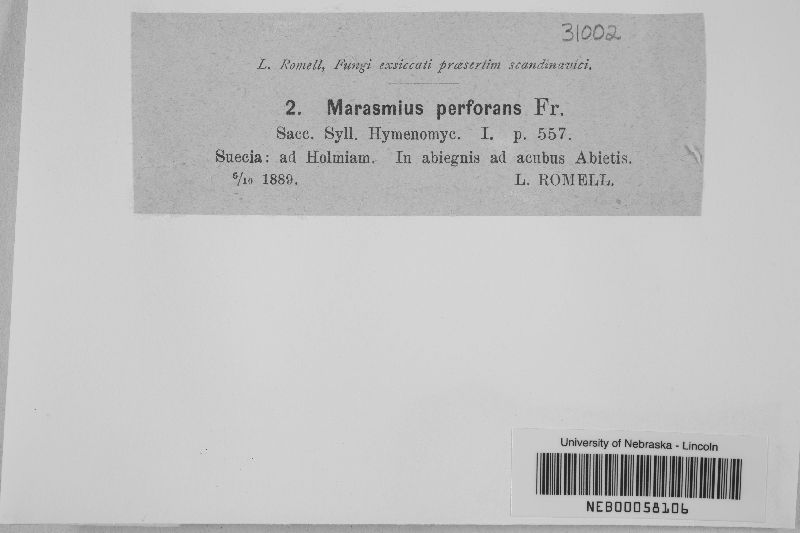 31002
L. Romell, Fungi exsiccati præsertim scandinavici.
2. Marasmius perforans Fr.
Sacc. Syll. Hymenomyc. I. p. 557.
Suecia: ad Holmiam. In abiegnis ad acubus Abietis.
6/10 1889. L. ROMELL.
University of Nebraska - Lincoln
NEB00058106